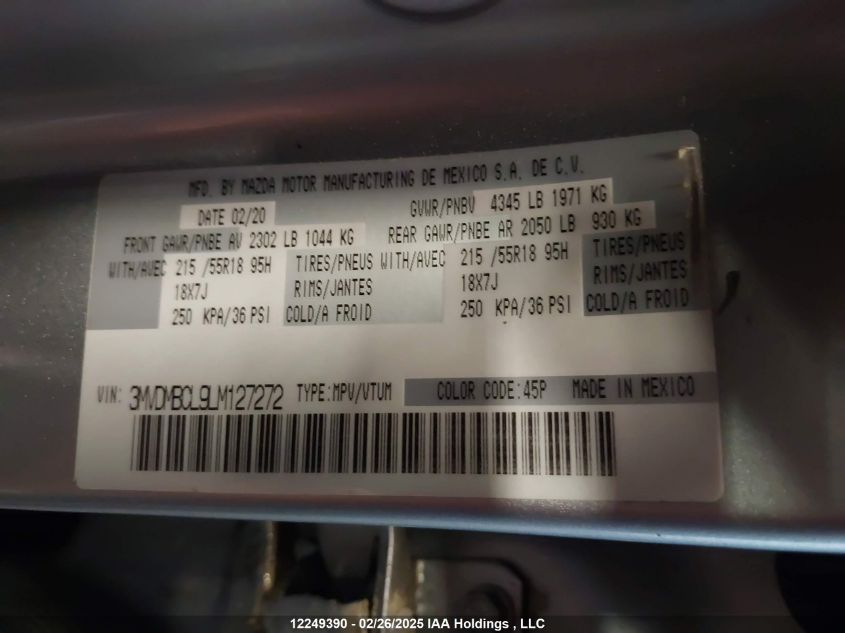 MFD. BY MAZDA MOTOR MANUFACTURING DE MEXICO S.A. DE C.V.
DATE 02/20 GVWR/PNBV 4345 LB 1971 KG
FRONT GAWR/PNBE AV 2302 LB 1044 KG REAR GAWR/PNBE AR 2050 LB 930 KG
WITH/AVEC 215 /55R18 95H TIRES/PNEUS WITH/AVEC 215 /55R18 95H TIRES/PNEUS
18X7J RIMS/JANTES 18X7J RIMS/JANTES
250 KPA/36 PSI COLD/A FROID 250 KPA/36 PSI COLD/A FROID
VIN: 3MVDMBCL9LM127272 TYPE:MPV/VTUM COLOR CODE:45P MADE IN MEXICO
12249390 - 02/26/2025 IAA Holdings , LLC